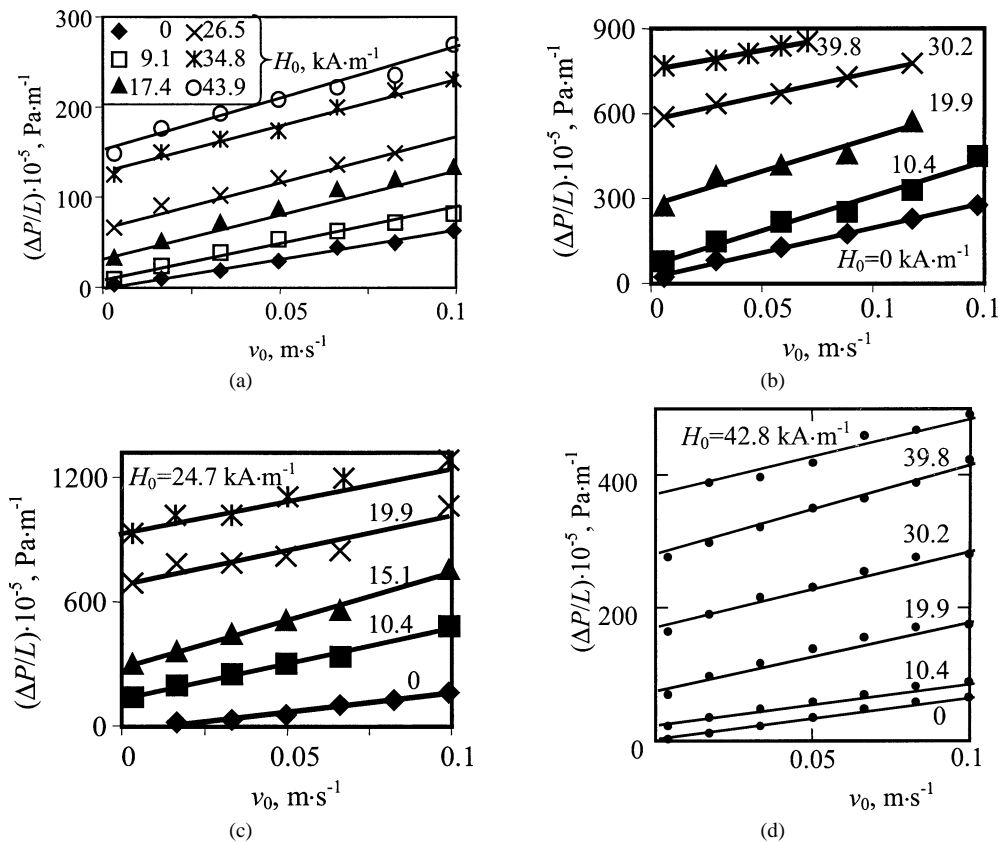 300
200
100
0
0 0.05 0.1
(ΔP/L)·10⁻⁵, Pa·m⁻¹
v₀, m·s⁻¹
0 26.5
9.1 34.8
17.4 43.9
H₀, kA·m⁻¹
(a)
900
600
300
0
0 0.05 0.1 0.1
(ΔP/L)·10⁻⁵, Pa·m⁻¹
v₀, m·s⁻¹
39.8 30.2
19.9
10.4
H₀=0 kA·m⁻¹
(b)
1200
600
0
0 0.05 0.1
(ΔP/L)·10⁻⁵, Pa·m⁻¹
v₀, m·s⁻¹
H₀=24.7 kA·m⁻¹
19.9
15.1
10.4
0
(c)
400
200
0
0 0.05 0.1
(ΔP/L)·10⁻⁵, Pa·m⁻¹
v₀, m·s⁻¹
H₀=42.8 kA·m⁻¹
39.8
30.2
19.9
10.4
0
(d)